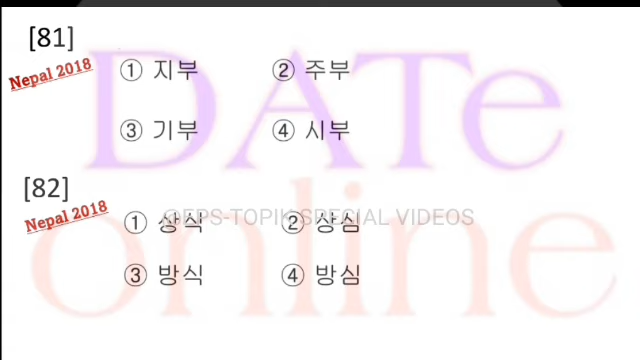 [81]
Nepal 2018
① 지부 ② 주부
③ 기부 ④ 시부
[82]
Nepal 2018
① 상식 ② 상심
@EPS-TOPIK SPECIAL VIDEOS
③ 방식 ④ 방심
DATe
online